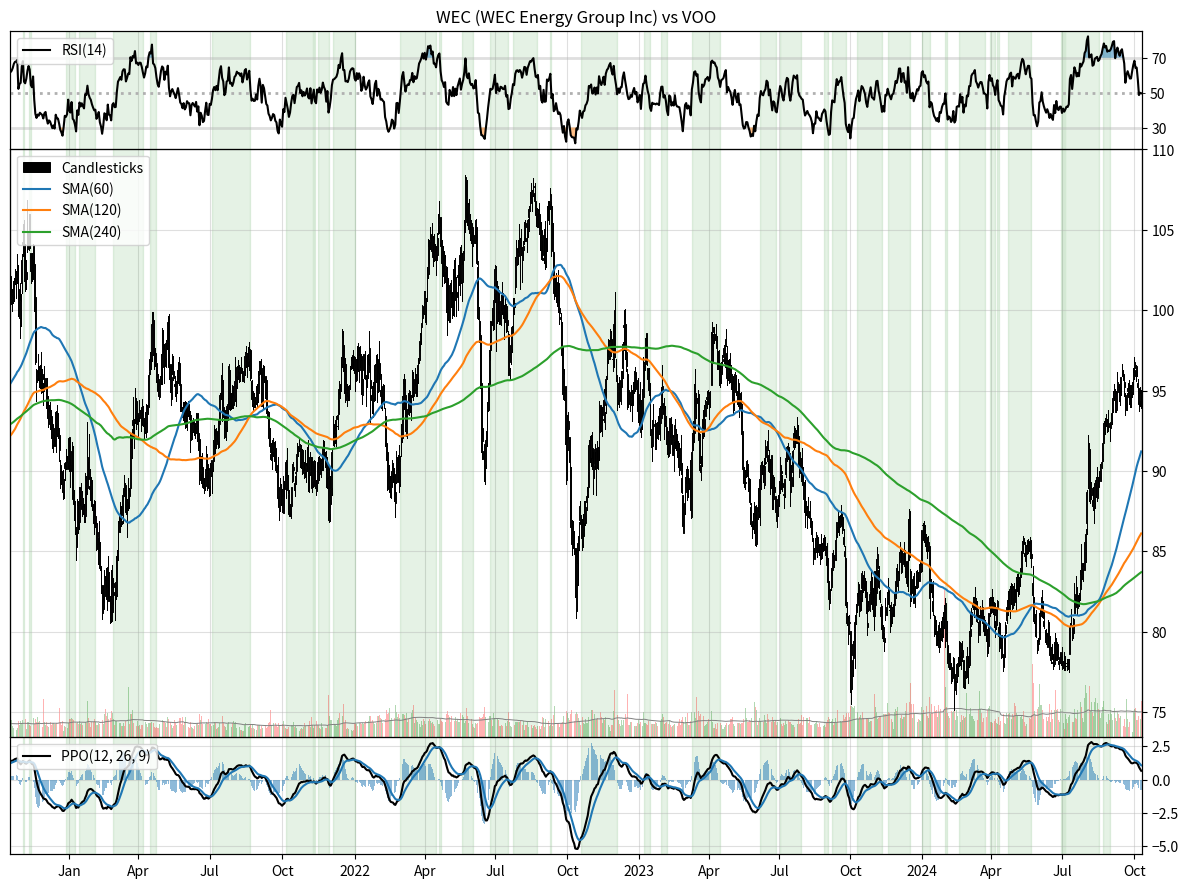 WEC (WEC Energy Group Inc) vs VOO
RSI(14)
70
50
30
110
Candlesticks
SMA(60)
SMA(120)
SMA(240)
105
100
95
90
85
80
75
PPO(12, 26, 9)
2.5
0.0
−2.5
−5.0
Jan Apr Jul Oct 2022 Apr Jul Oct 2023 Apr Jul Oct 2024 Apr Jul Oct